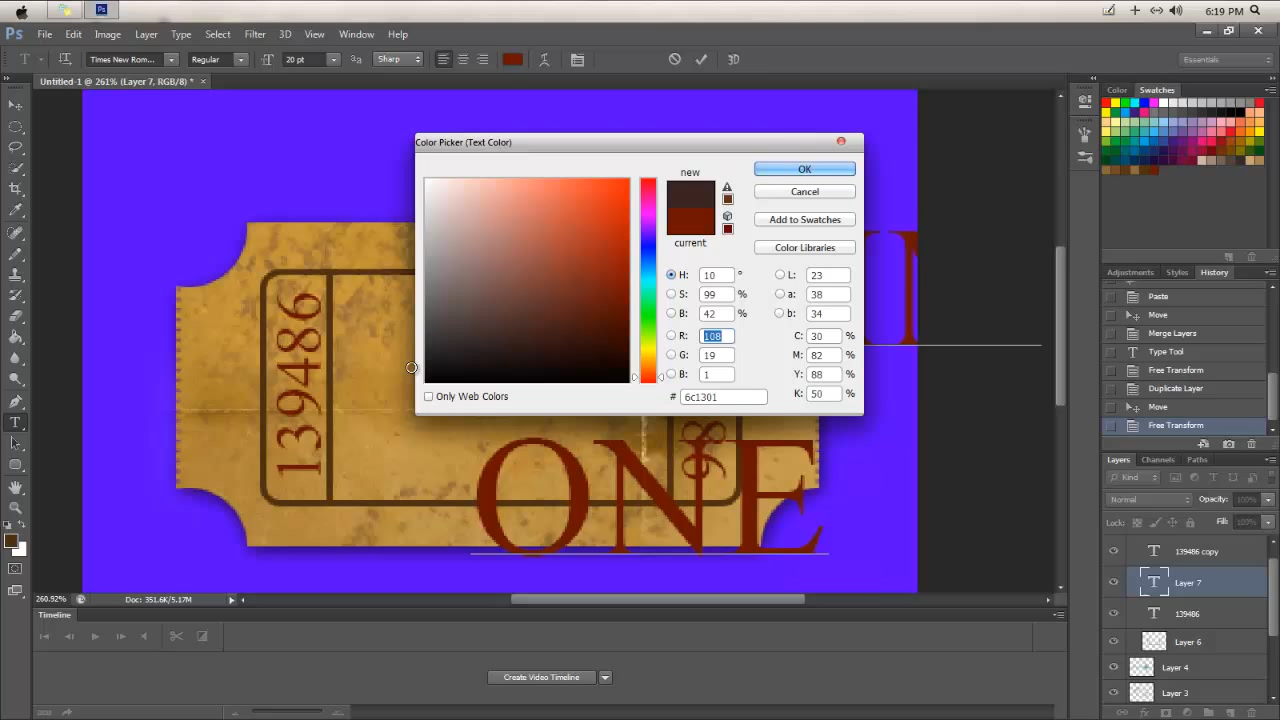 6:19 PM
Ps File Edit Image Layer Type Select Filter 3D View Window Help
T Times New Rom... Regular 20 pt aa Sharp 3D Essentials
Untitled-1 @ 261% (Layer 7, RGB/8) * ×
Color Swatches
Color Picker (Text Color)
new
current
OK
Cancel
Add to Swatches
Color Libraries
H: 10 °
S: 99 %
B: 42 %
R: 108
G: 19
B: 1
L: 23
a: 38
b: 34
C: 30 %
M: 82 %
Y: 88 %
K: 50 %
Only Web Colors
# 6c1301
139486
ONE
Adjustments Styles History
Paste
Move
Merge Layers
Type Tool
Free Transform
Duplicate Layer
Move
Free Transform
Layers Channels Paths
Kind
Normal Opacity: 100%
Lock: Fill: 100%
T 139486 copy
T Layer 7
T 139486
Layer 6
Layer 4
Layer 3
260.92% Doc: 351.6K/5.17M
Timeline
Create Video Timeline